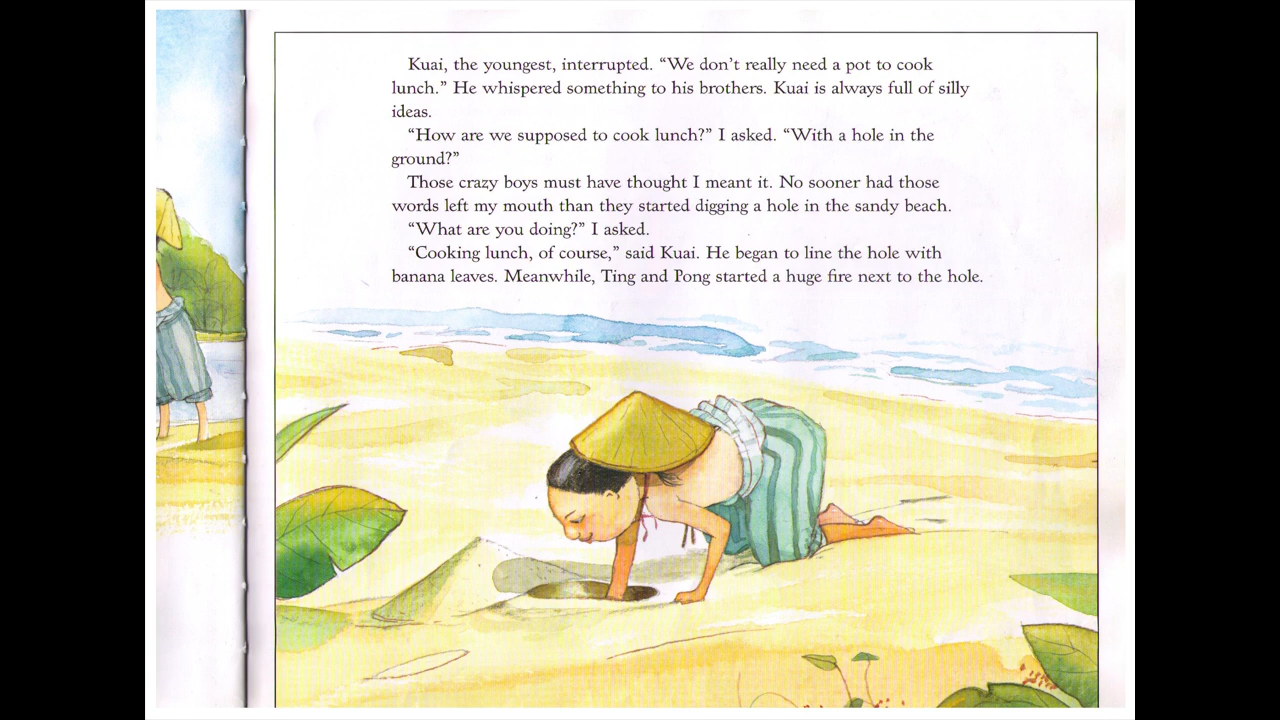 Kuai, the youngest, interrupted. “We don’t really need a pot to cook
lunch.” He whispered something to his brothers. Kuai is always full of silly
ideas.
“How are we supposed to cook lunch?” I asked. “With a hole in the
ground?”
Those crazy boys must have thought I meant it. No sooner had those
words left my mouth than they started digging a hole in the sandy beach.
“What are you doing?” I asked.
“Cooking lunch, of course,” said Kuai. He began to line the hole with
banana leaves. Meanwhile, Ting and Pong started a huge fire next to the hole.